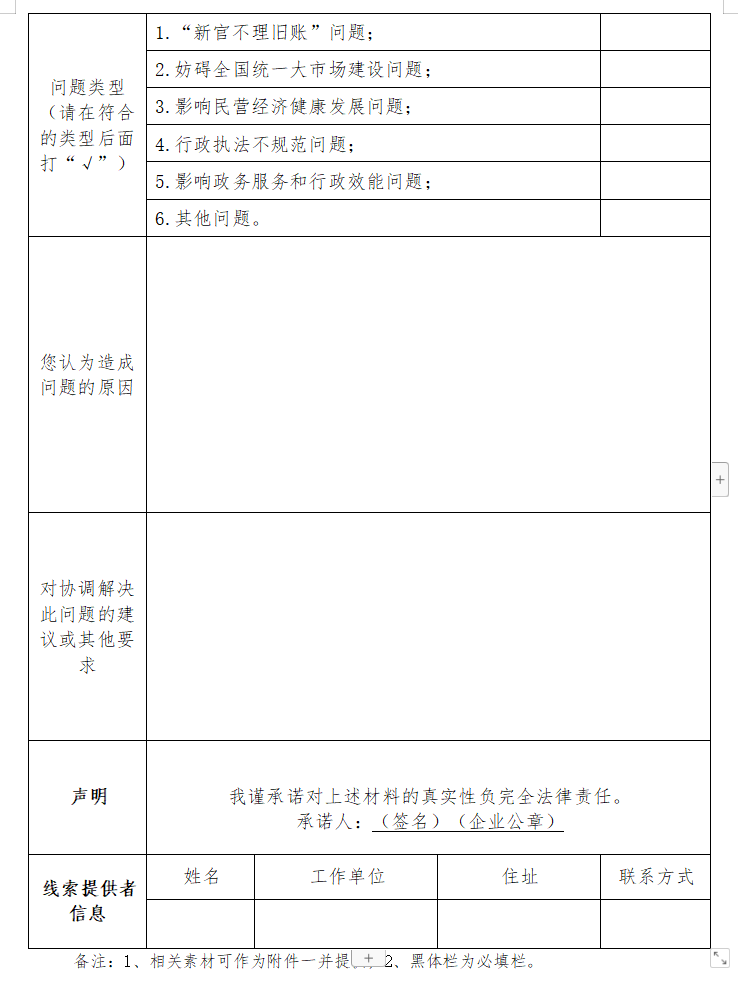 问题类型
（请在符合
的类型后面
打“√”）
1.“新官不理旧账”问题；
2.妨碍全国统一大市场建设问题；
3.影响民营经济健康发展问题；
4.行政执法不规范问题；
5.影响政务服务和行政效能问题；
6.其他问题。
您认为造成
问题的原因
对协调解决
此问题的建
议或其他要
求
声明
我谨承诺对上述材料的真实性负完全法律责任。
承诺人：（签名）（企业公章）
线索提供者
信息
姓名 工作单位 住址 联系方式
备注：1、相关素材可作为附件一并提 2、黑体栏为必填栏。